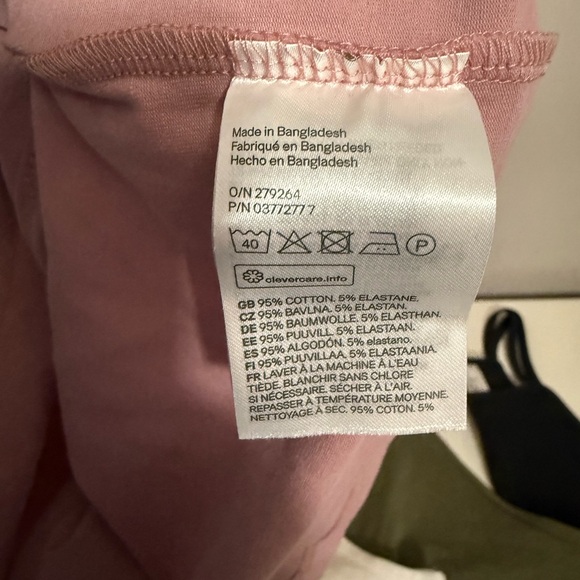 Made in Bangladesh
Fabriqué en Bangladesh
Hecho en Bangladesh
O/N 279264
P/N 03772777
40 P
clevercare.info
GB 95% COTTON. 5% ELASTANE.
CZ 95% BAVLNA. 5% ELASTAN.
DE 95% BAUMWOLLE. 5% ELASTHAN.
EE 95% PUUVILL. 5% ELASTAAN.
ES 95% ALGODÓN. 5% elastano.
FI 95% PUUVILLAA. 5% ELASTAANIA.
FR LAVER À LA MACHINE À L'EAU
TIÈDE. BLANCHIR SANS CHLORE
SI NÉCESSAIRE. SÉCHER À L'AIR.
REPASSER À TEMPÉRATURE MOYENNE.
NETTOYAGE À SEC. 95% COTON. 5%